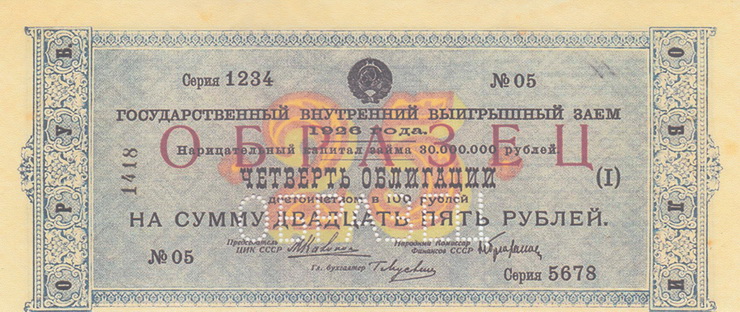 Серия 1234
№ 05
ГОСУДАРСТВЕННЫЙ ВНУТРЕННИЙ ВЫИГРЫШНЫЙ ЗАЕМ
1926 года.
ОБРАЗЕЦ
Нарицательный капитал займа 30.000.000 рублей
1418
25
ЧЕТВЕРТЬ ОБЛИГАЦИИ (I)
достоинством в 100 рублей
НА СУММУ ДВАДЦАТЬ ПЯТЬ РУБЛЕЙ.
ОБРАЗЕЦ
Председатель
ЦИК СССР
Народный Комиссар
Финансов СССР
№ 05
Гл. бухгалтер
Серия 5678